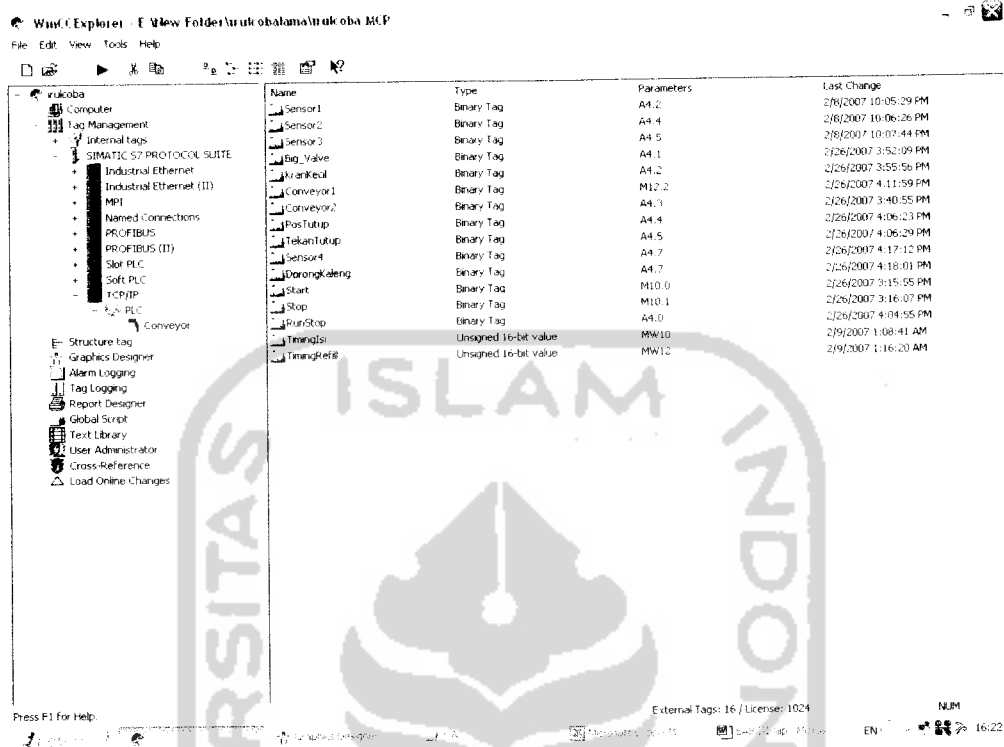 WinCCExplorer - E:\New Folder\irulcobalama\irulcoba.MCP
File Edit View Tools Help
irulcoba
Computer
Tag Management
Internal tags
SIMATIC S7 PROTOCOL SUITE
Industrial Ethernet
Industrial Ethernet (II)
MPI
Named Connections
PROFIBUS
PROFIBUS (II)
Slot PLC
Soft PLC
TCP/IP
PLC
Conveyor
Structure tag
Graphics Designer
Alarm Logging
Tag Logging
Report Designer
Global Script
Text Library
User Administrator
Cross-Reference
Load Online Changes
Name Type Parameters Last Change
Sensor1 Binary Tag A4.2 2/8/2007 10:05:29 PM
Sensor2 Binary Tag A4.4 2/8/2007 10:06:26 PM
Sensor3 Binary Tag A4.5 2/8/2007 10:07:44 PM
Big_Valve Binary Tag A4.1 2/26/2007 3:52:09 PM
KranKecil Binary Tag A4.2 2/26/2007 3:55:56 PM
Conveyor1 Binary Tag M12.2 2/26/2007 4:11:59 PM
Conveyor2 Binary Tag A4.3 2/26/2007 3:40:55 PM
PosTutup Binary Tag A4.4 2/26/2007 4:06:23 PM
TekanTutup Binary Tag A4.5 2/26/2007 4:06:29 PM
Sensor4 Binary Tag A4.7 2/26/2007 4:17:12 PM
DorongKaleng Binary Tag A4.7 2/26/2007 4:18:01 PM
Start Binary Tag M10.0 2/26/2007 3:15:55 PM
Stop Binary Tag M10.1 2/26/2007 3:16:07 PM
RunStop Binary Tag A4.0 2/26/2007 4:04:55 PM
TimingIsi Unsigned 16-bit value MW10 2/9/2007 1:08:41 AM
TimingRefill Unsigned 16-bit value MW12 2/9/2007 1:16:20 AM
ISLAM
UNIVERSITAS
INDONESIA
Press F1 for Help.
External Tags: 16 / License: 1024
NUM
Graphics Designer
EN
16:22